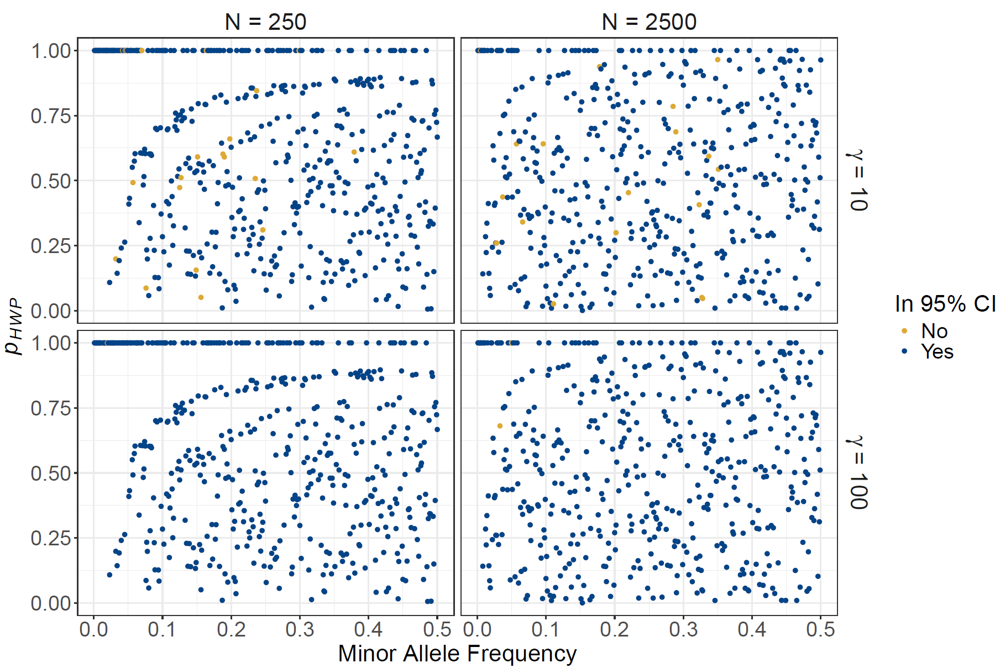 N = 250 N = 2500
1.00
0.75
0.50
0.25
0.00
γ = 10
1.00
0.75
0.50
0.25
0.00
γ = 100
pHWP
0.0 0.1 0.2 0.3 0.4 0.5 0.0 0.1 0.2 0.3 0.4 0.5
Minor Allele Frequency
In 95% CI
No
Yes